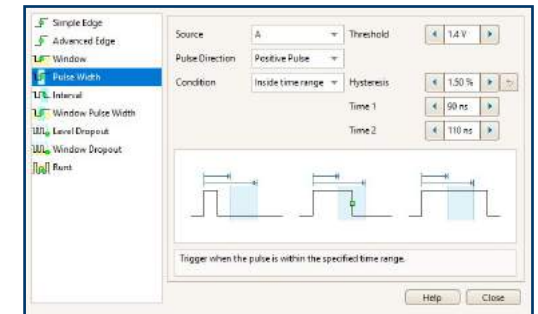 Simple Edge
Advanced Edge
Window
Pulse Width
Interval
Window Pulse Width
Level Dropout
Window Dropout
Runt
Source A Threshold 1.4 V
Pulse Direction Positive Pulse
Condition Inside time range Hysteresis 1.50 %
Time 1 90 ns
Time 2 110 ns
Trigger when the pulse is within the specified time range.
Help Close